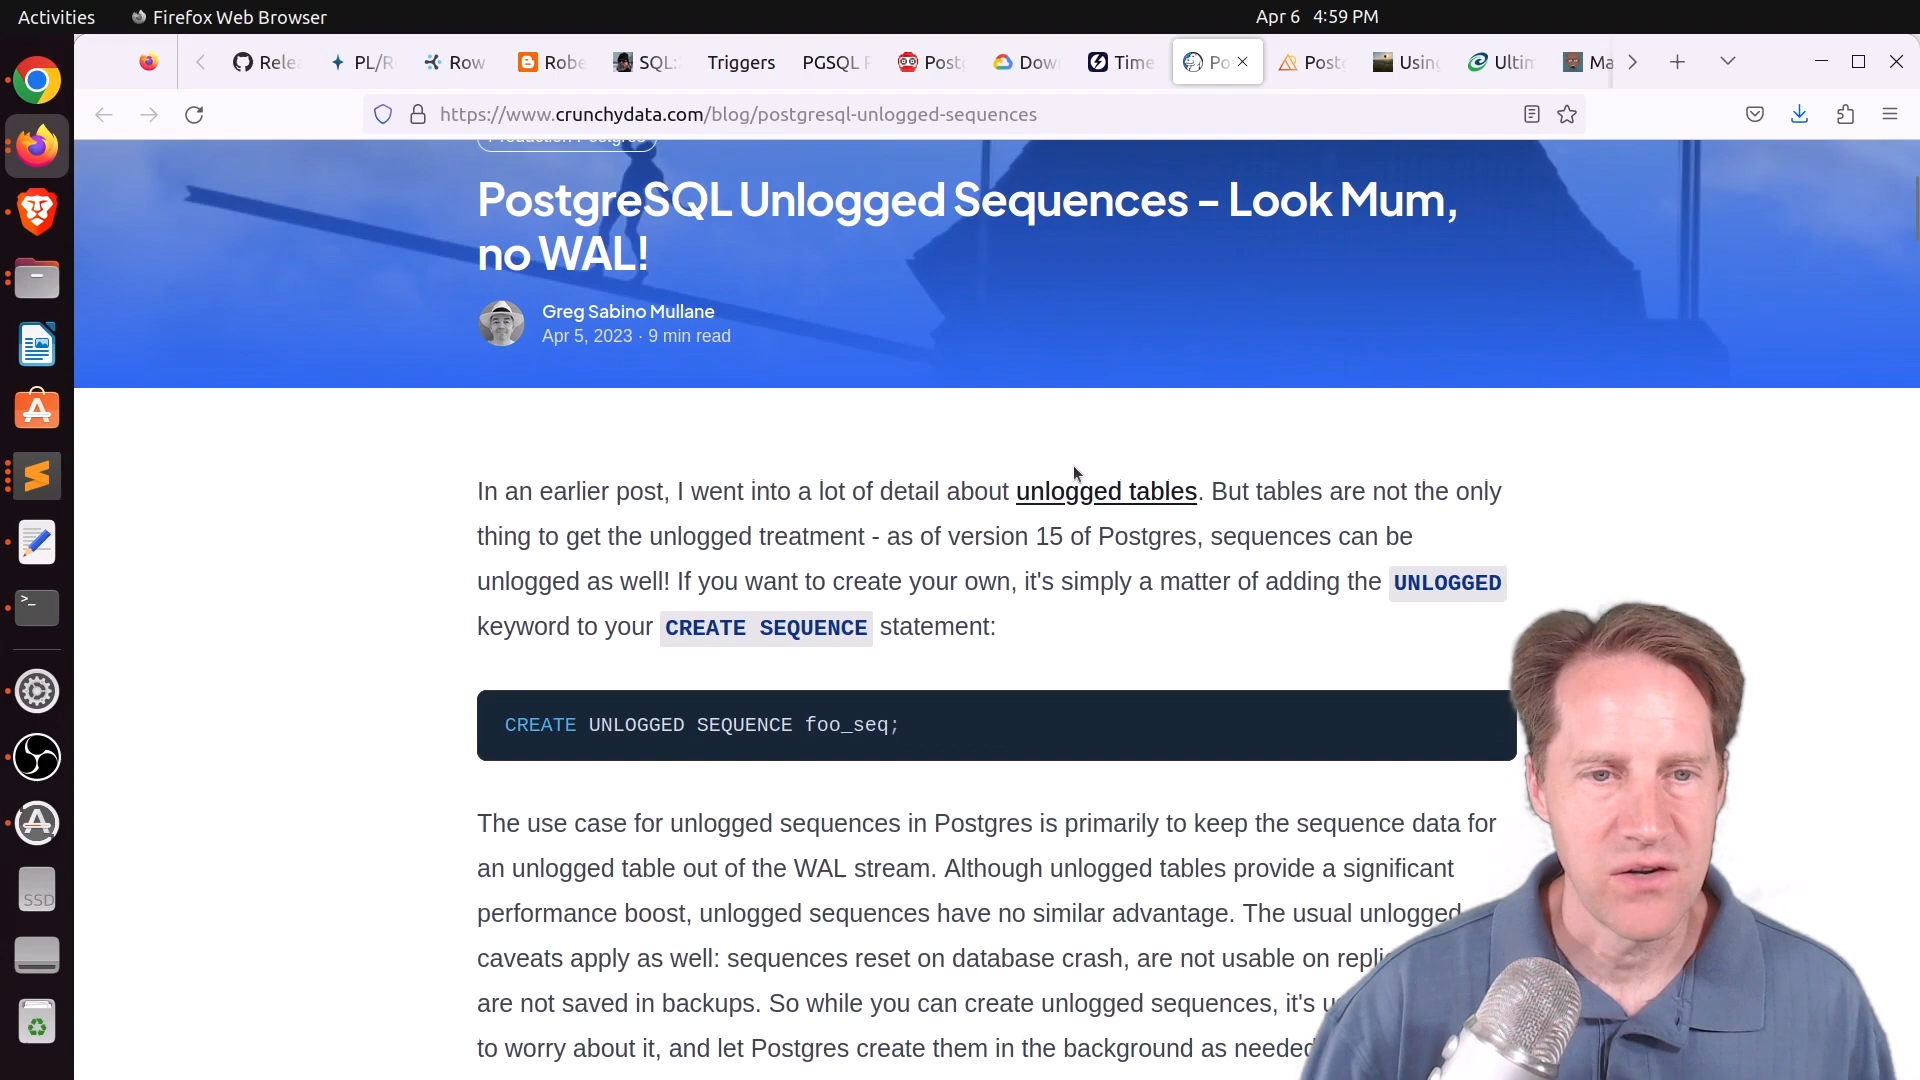 Activities Firefox Web Browser Apr 6 4:59 PM
Rele PL/R Row Robe SQL: Triggers PGSQL P Postg Dow Time Po Postg Using Ultim Ma
https://www.crunchydata.com/blog/postgresql-unlogged-sequences
Production Postgres
PostgreSQL Unlogged Sequences – Look Mum,
no WAL!
Greg Sabino Mullane
Apr 5, 2023 · 9 min read
In an earlier post, I went into a lot of detail about unlogged tables. But tables are not the only
thing to get the unlogged treatment - as of version 15 of Postgres, sequences can be
unlogged as well! If you want to create your own, it's simply a matter of adding the UNLOGGED
keyword to your CREATE SEQUENCE statement:
CREATE UNLOGGED SEQUENCE foo_seq;
The use case for unlogged sequences in Postgres is primarily to keep the sequence data for
an unlogged table out of the WAL stream. Although unlogged tables provide a significant
performance boost, unlogged sequences have no similar advantage. The usual unlogged
caveats apply as well: sequences reset on database crash, are not usable on
are not saved in backups. So while you can create unlogged sequences, it's
to worry about it, and let Postgres create them in the background as needed
SSD